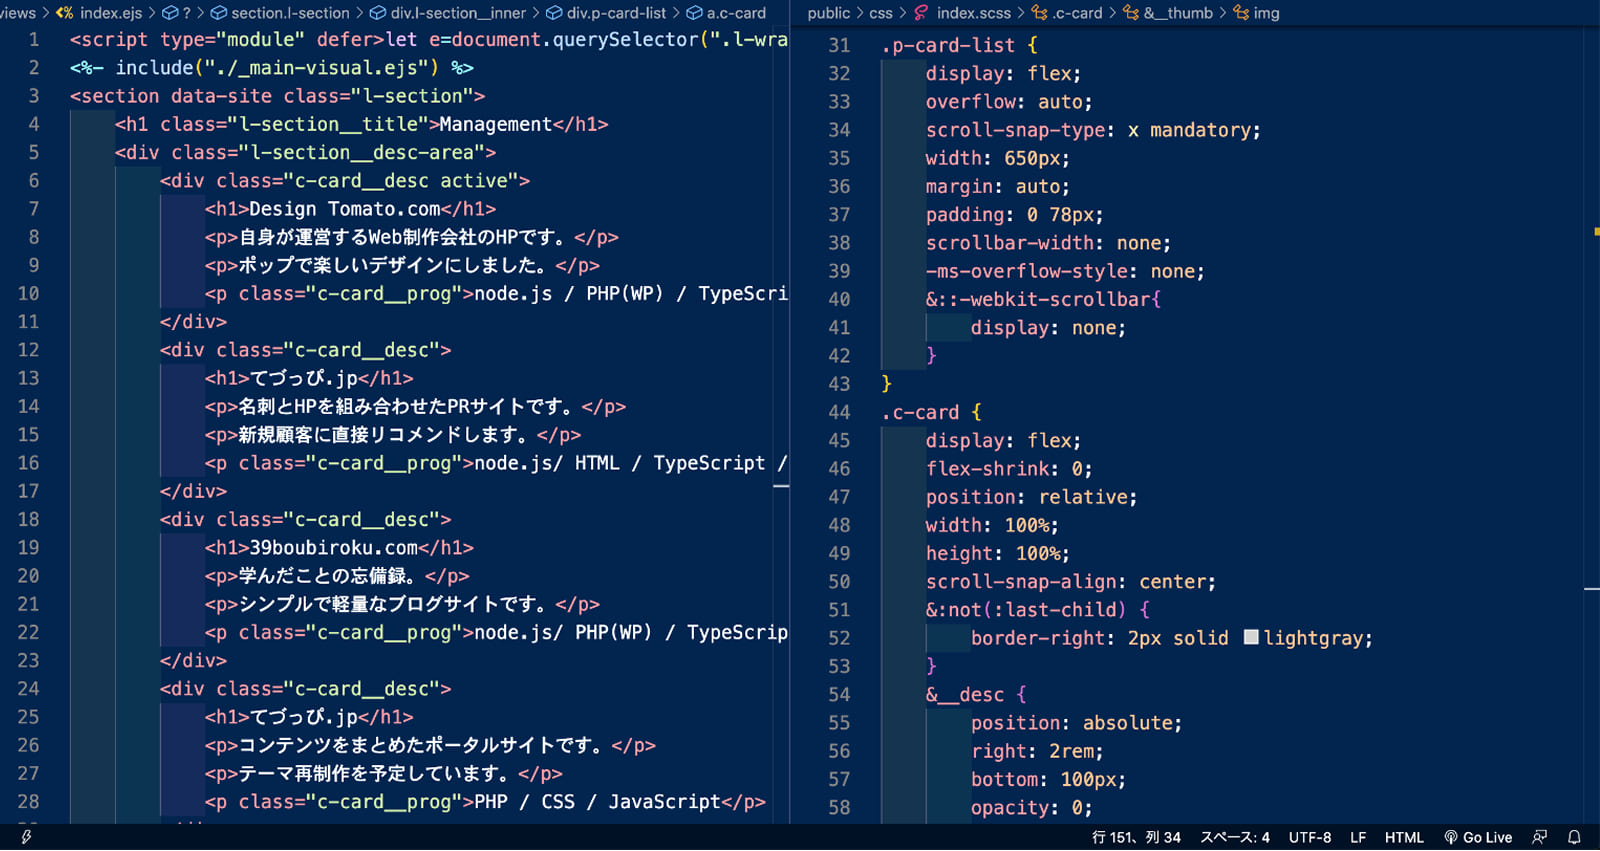 views > index.ejs > ? > section.l-section > div.l-section__inner > div.p-card-list > a.c-card
1 <script type="module" defer>let e=document.querySelector(".l-wra
2 <%- include("./_main-visual.ejs") %>
3 <section data-site class="l-section">
4 <h1 class="l-section__title">Management</h1>
5 <div class="l-section__desc-area">
6 <div class="c-card__desc active">
7 <h1>Design Tomato.com</h1>
8 <p>自身が運営するWeb制作会社のHPです。</p>
9 <p>ポップで楽しいデザインにしました。</p>
10 <p class="c-card__prog">node.js / PHP(WP) / TypeScri
11 </div>
12 <div class="c-card__desc">
13 <h1>てづっぴ.jp</h1>
14 <p>名刺とHPを組み合わせたPRサイトです。</p>
15 <p>新規顧客に直接リコメンドします。</p>
16 <p class="c-card__prog">node.js/ HTML / TypeScript /
17 </div>
18 <div class="c-card__desc">
19 <h1>39boubiroku.com</h1>
20 <p>学んだことの忘備録。</p>
21 <p>シンプルで軽量なブログサイトです。</p>
22 <p class="c-card__prog">node.js/ PHP(WP) / TypeScrip
23 </div>
24 <div class="c-card__desc">
25 <h1>てづっぴ.jp</h1>
26 <p>コンテンツをまとめたポータルサイトです。</p>
27 <p>テーマ再制作を予定しています。</p>
28 <p class="c-card__prog">PHP / CSS / JavaScript</p>
public > css > index.scss > .c-card > &__thumb > img
31 .p-card-list {
32 display: flex;
33 overflow: auto;
34 scroll-snap-type: x mandatory;
35 width: 650px;
36 margin: auto;
37 padding: 0 78px;
38 scrollbar-width: none;
39 -ms-overflow-style: none;
40 &::-webkit-scrollbar{
41 display: none;
42 }
43 }
44 .c-card {
45 display: flex;
46 flex-shrink: 0;
47 position: relative;
48 width: 100%;
49 height: 100%;
50 scroll-snap-align: center;
51 &:not(:last-child) {
52 border-right: 2px solid lightgray;
53 }
54 &__desc {
55 position: absolute;
56 right: 2rem;
57 bottom: 100px;
58 opacity: 0;
行 151、列 34 スペース: 4 UTF-8 LF HTML Go Live